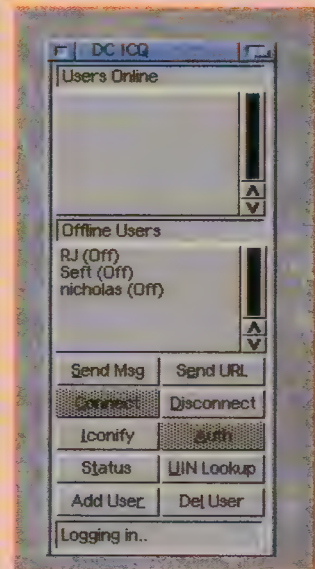 DC ICQ
Users Online
Offline Users
RJ (Off)
Seft (Off)
nicholas (Off)
Send Msg
Send URL
Connect
Disconnect
Iconify
Auth
Status
UIN Lookup
Add User
Del User
Logging in..